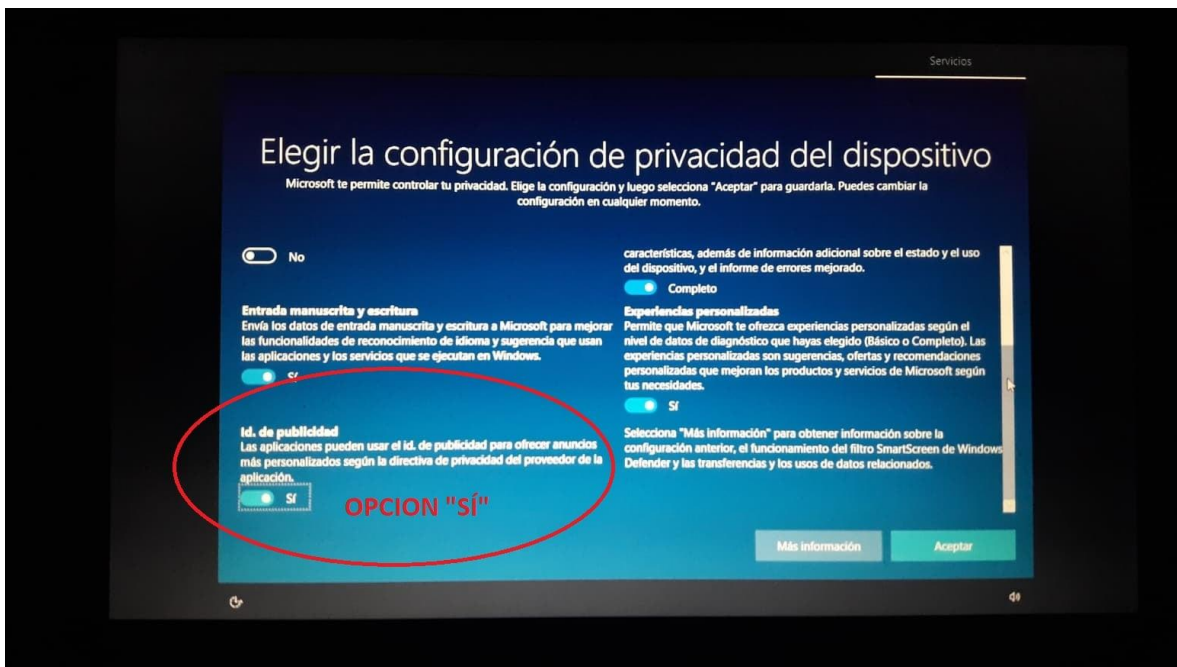 Servicios
Elegir la configuración de privacidad del dispositivo
Microsoft te permite controlar tu privacidad. Elige la configuración y luego selecciona "Aceptar" para guardarla. Puedes cambiar la
configuración en cualquier momento.
No
Entrada manuscrita y escritura
Envía los datos de entrada manuscrita y escritura a Microsoft para mejorar
las funcionalidades de reconocimiento de idioma y sugerencia que usan
las aplicaciones y los servicios que se ejecutan en Windows.
Sí
Id. de publicidad
Las aplicaciones pueden usar el id. de publicidad para ofrecer anuncios
más personalizados según la directiva de privacidad del proveedor de la
aplicación.
Sí
OPCION "SÍ"
características, además de información adicional sobre el estado y el uso
del dispositivo, y el informe de errores mejorado.
Completo
Experiencias personalizadas
Permite que Microsoft te ofrezca experiencias personalizadas según el
nivel de datos de diagnóstico que hayas elegido (Básico o Completo). Las
experiencias personalizadas son sugerencias, ofertas y recomendaciones
personalizadas que mejoran los productos y servicios de Microsoft según
tus necesidades.
Sí
Selecciona "Más información" para obtener información sobre la
configuración anterior, el funcionamiento del filtro SmartScreen de Windows
Defender y las transferencias y los usos de datos relacionados.
Más información
Aceptar